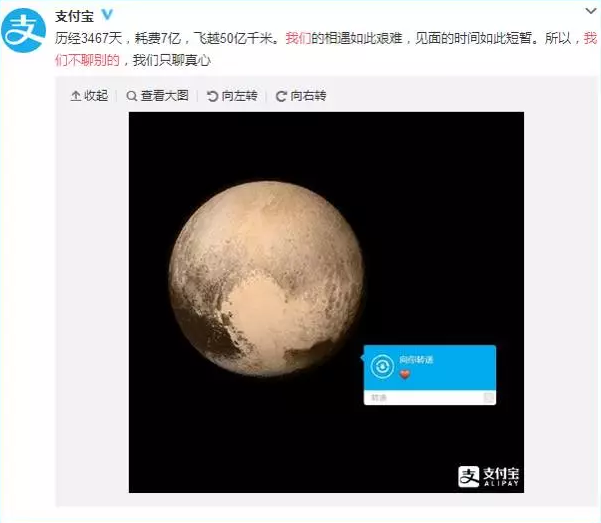 支付宝
历经3467天，耗费7亿，飞越50亿千米。我们的相遇如此艰难，见面的时间如此短暂。所以，我
们不聊别的，我们只聊真心
收起 查看大图 向左转 向右转
向你转送
转送
支 支付宝
ALIPAY